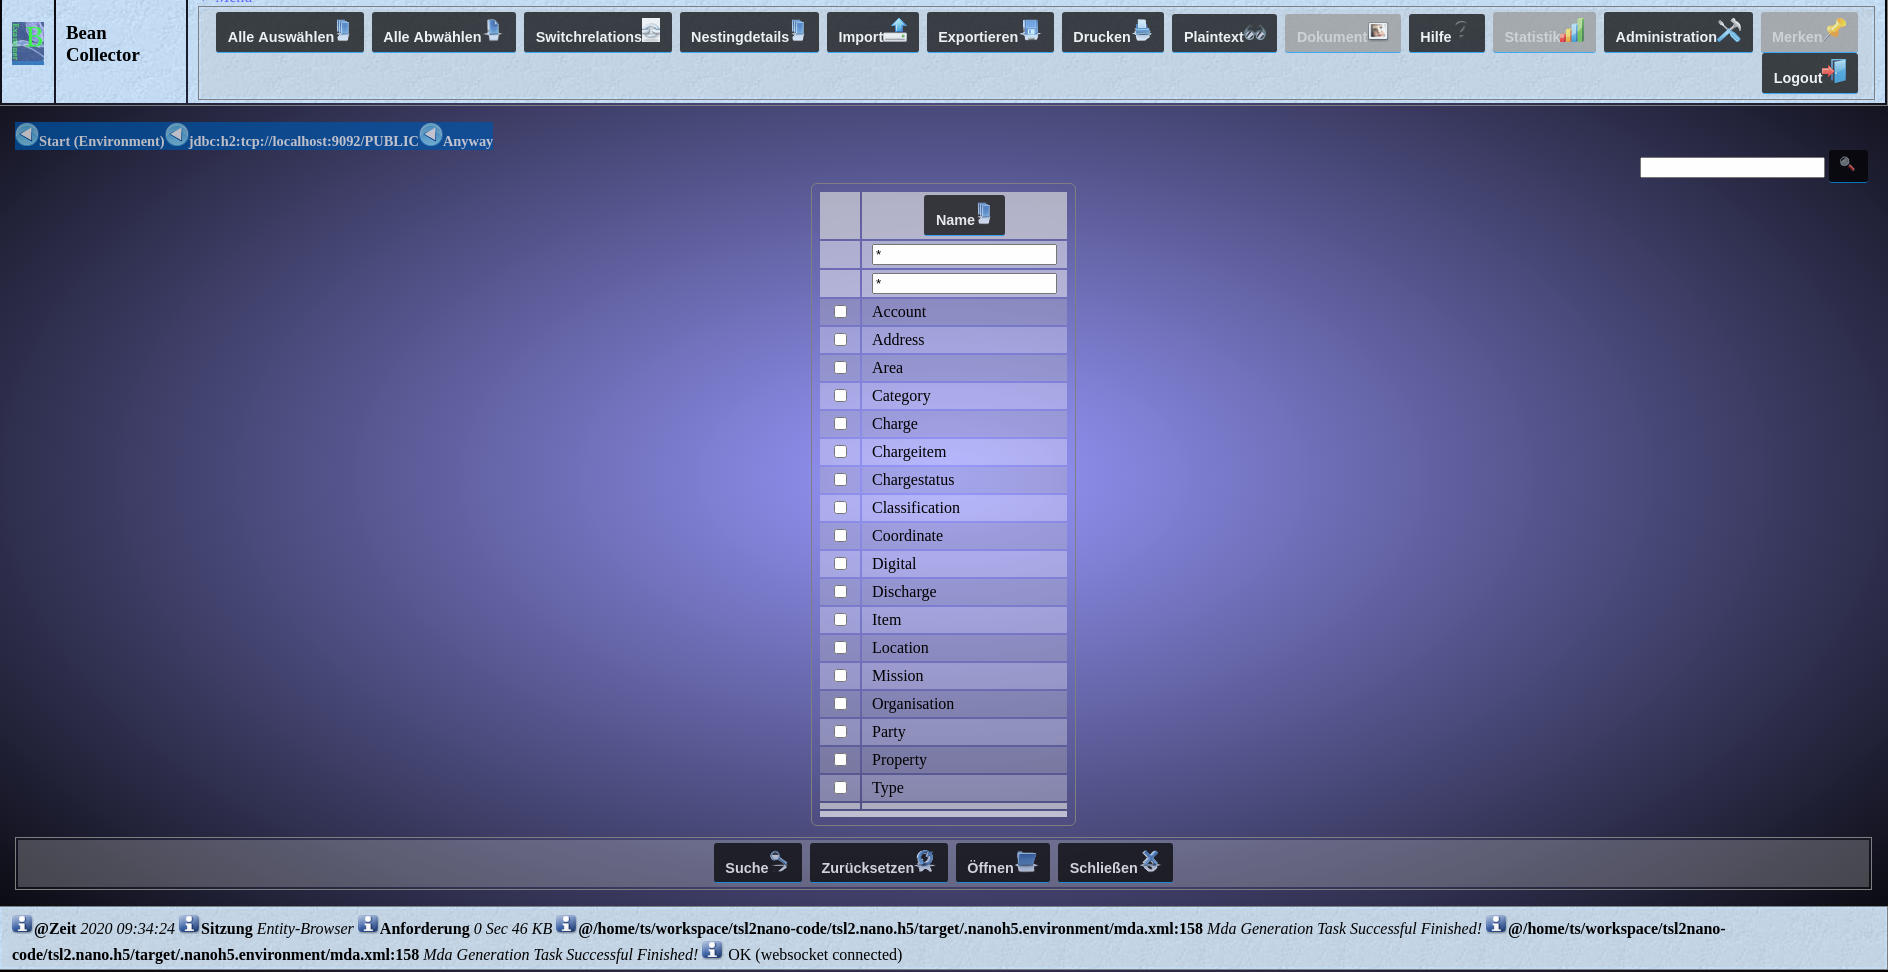 Menu
Bean
Collector
Alle Auswählen Alle Abwählen Switchrelations Nestingdetails Import Exportieren Drucken Plaintext Dokument Hilfe Statistik Administration Merken
Logout
Start (Environment) jdbc:h2:tcp://localhost:9092/PUBLIC Anyway
Name
*
*
Account
Address
Area
Category
Charge
Chargeitem
Chargestatus
Classification
Coordinate
Digital
Discharge
Item
Location
Mission
Organisation
Party
Property
Type
Suche Zurücksetzen Öffnen Schließen
@Zeit 2020 09:34:24 Sitzung Entity-Browser Anforderung 0 Sec 46 KB @/home/ts/workspace/tsl2nano-code/tsl2.nano.h5/target/.nanoh5.environment/mda.xml:158 Mda Generation Task Successful Finished! @/home/ts/workspace/tsl2nano-
code/tsl2.nano.h5/target/.nanoh5.environment/mda.xml:158 Mda Generation Task Successful Finished! OK (websocket connected)